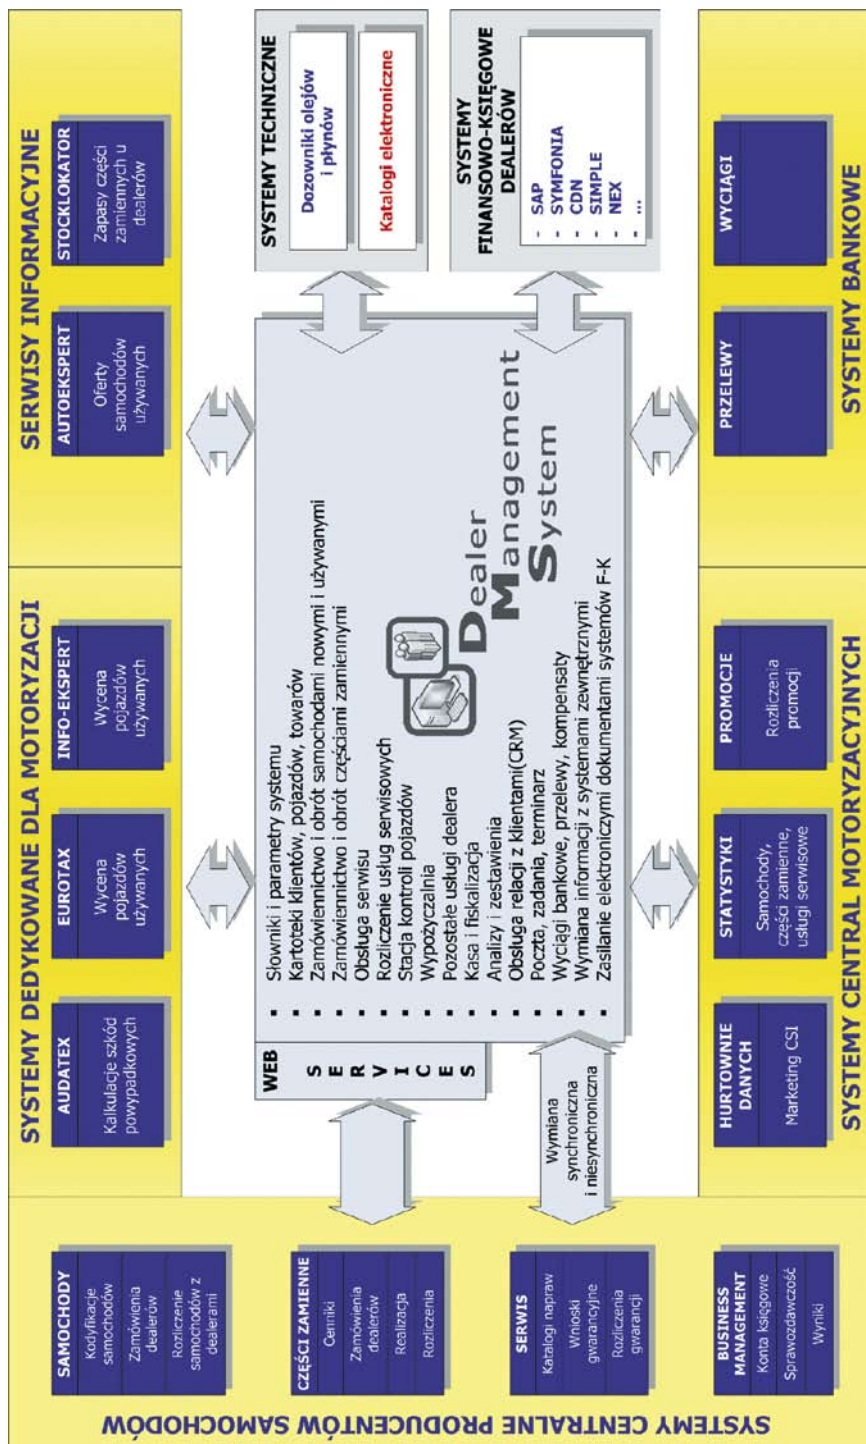 SYSTEMY CENTRALNE PRODUCENTÓW SAMOCHODÓW
SAMOCHODY
Kodyfikacje
samochodów
Zamówienia
dealerów
Rozliczenie
samochodów z
dealerami
CZĘŚCI ZAMIENNE
Cenniki
Zamówienia
dealerów
Realizacja
Rozliczenia
SERWIS
Katalogi napraw
Wnioski
gwarancyjne
Rozliczenia
gwarancji
BUSINESS
MANAGEMENT
Konta księgowe
Sprawozdawczość
Wyniki
SYSTEMY DEDYKOWANE DLA MOTORYZACJI
AUDATEX
Kalkulacje szkód
powypadkowych
EUROTAX
Wycena
pojazdów
używanych
INFO-EKSPERT
Wycena
pojazdów
używanych
SERWISY INFORMACYJNE
AUTOEKSPERT
Oferty
samochodów
używanych
STOCKLOKATOR
Zapasy części
zamiennych u
dealerów
WEB
S
E
R
V
I
C
E
S
Wymiana
synchroniczna
i niesynchroniczna
▪ Słowniki i parametry systemu
▪ Kartoteki klientów, pojazdów, towarów
▪ Zamówiennictwo i obrót samochodami nowymi i używanymi
▪ Zamówiennictwo i obrót częściami zamiennymi
▪ Obsługa serwisu
▪ Rozliczenie usług serwisowych
▪ Stacja kontroli pojazdów
▪ Wypożyczalnia
▪ Pozostałe usługi dealera
▪ Kasa i fiskalizacja
▪ Analizy i zestawienia
▪ Obsługa relacji z klientami(CRM)
▪ Poczta, zadania, terminarz
▪ Wyciągi bankowe, przelewy, kompensaty
▪ Wymiana informacji z systemami zewnętrznymi
▪ Zasilanie elektroniczymi dokumentami systemów F-K
Dealer
Management
System
SYSTEMY TECHNICZNE
Dozowniki olejów
i płynów
Katalogi elektroniczne
SYSTEMY
FINANSOWO-KSIĘGOWE
DEALERÓW
- SAP
- SYMFONIA
- CDN
- SIMPLE
- NEX
- ...
HURTOWNIE
DANYCH
Marketing CSI
STATYSTYKI
Samochody,
części zamienne,
usługi serwisowe
PROMOCJE
Rozliczenia
promocji
SYSTEMY CENTRAL MOTORYZACYJNYCH
PRZELEWY
WYCIĄGI
SYSTEMY BANKOWE